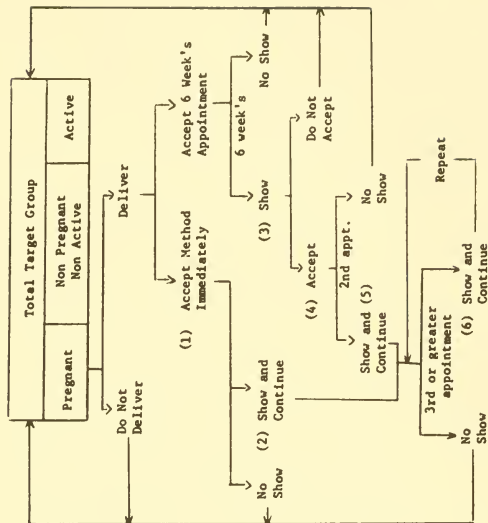 Total Target Group
Pregnant
Non Pregnant
Non Active
Active
Do Not
Deliver
Deliver
(1) Accept Method
Immediately
Accept 6 Week's
Appointment
6 week's
No Show
(2) Show and
Continue
No
Show
(3) Show
(4) Accept
Do Not
Accept
2nd appt.
Show and (5)
Continue
No
Show
3rd or greater
appointment
Repeat
No
Show
(6) Show and
Continue